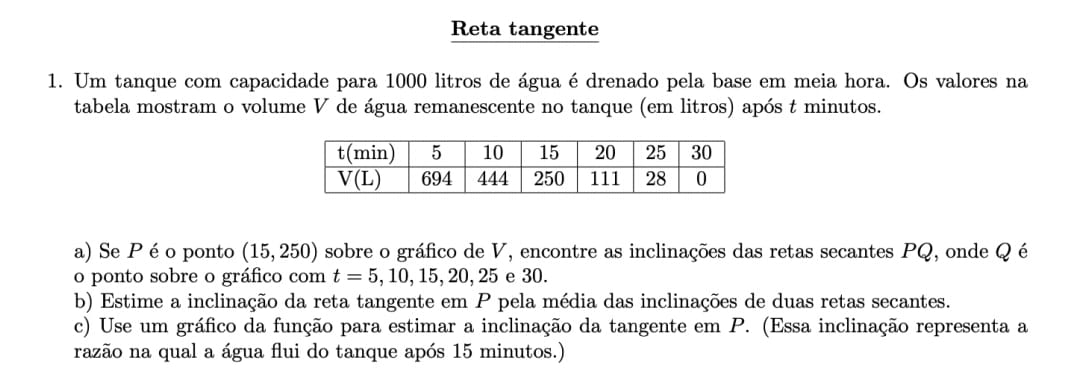 Reta tangente
1. Um tanque com capacidade para 1000 litros de água é drenado pela base em meia hora. Os valores na
tabela mostram o volume V de água remanescente no tanque (em litros) após t minutos.
t(min) 5 10 15 20 25 30
V(L) 694 444 250 111 28 0
a) Se P é o ponto (15, 250) sobre o gráfico de V, encontre as inclinações das retas secantes PQ, onde Q é
o ponto sobre o gráfico com t = 5, 10, 15, 20, 25 e 30.
b) Estime a inclinação da reta tangente em P pela média das inclinações de duas retas secantes.
c) Use um gráfico da função para estimar a inclinação da tangente em P. (Essa inclinação representa a
razão na qual a água flui do tanque após 15 minutos.)